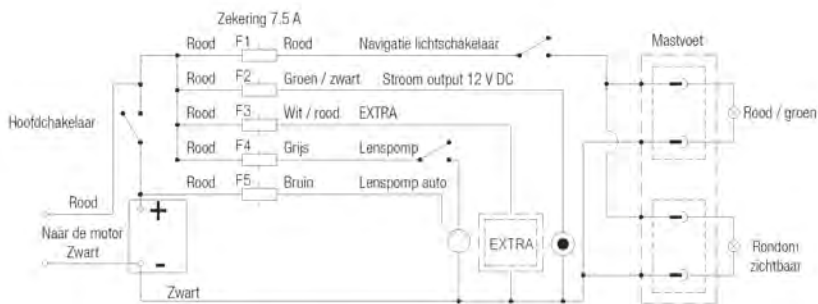 Zekering 7.5 A
Rood F1 Rood Navigatie lichtschakelaar
Mastvoet
Rood F2 Groen / zwart Stroom output 12 V DC
Hoofdchakelaar
Rood F3 Wit / rood EXTRA
Rood / groen
Rood F4 Grijs Lenspomp
Rood F5 Bruin Lenspomp auto
Rood
+
Naar de motor
Zwart
-
EXTRA
Rondom
zichtbaar
Zwart